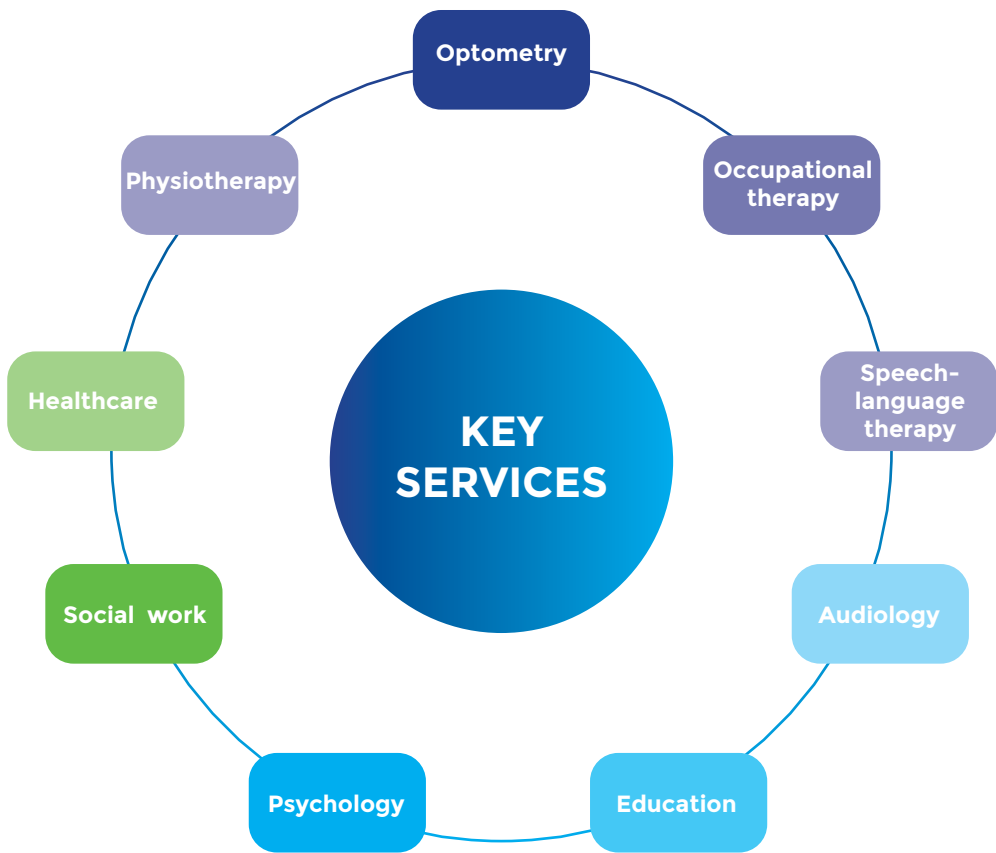 Optometry
Occupational
therapy
Speech-
language
therapy
Audiology
Education
Psychology
Social work
Healthcare
Physiotherapy
KEY
SERVICES